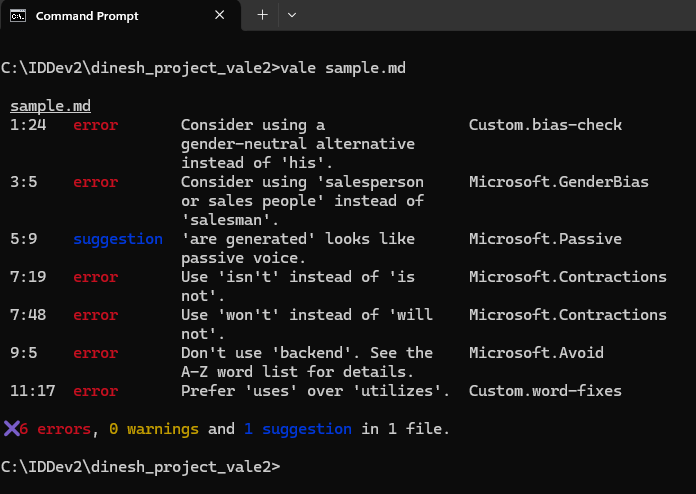 Command Prompt
C:\IDDev2\dinesh_project_vale2>vale sample.md
sample.md
1:24 error Consider using a Custom.bias-check
gender-neutral alternative
instead of 'his'.
3:5 error Consider using 'salesperson Microsoft.GenderBias
or sales people' instead of
'salesman'.
5:9 suggestion 'are generated' looks like Microsoft.Passive
passive voice.
7:19 error Use 'isn't' instead of 'is Microsoft.Contractions
not'.
7:48 error Use 'won't' instead of 'will Microsoft.Contractions
not'.
9:5 error Don't use 'backend'. See the Microsoft.Avoid
A-Z word list for details.
11:17 error Prefer 'uses' over 'utilizes'. Custom.word-fixes
6 errors, 0 warnings and 1 suggestion in 1 file.
C:\IDDev2\dinesh_project_vale2>